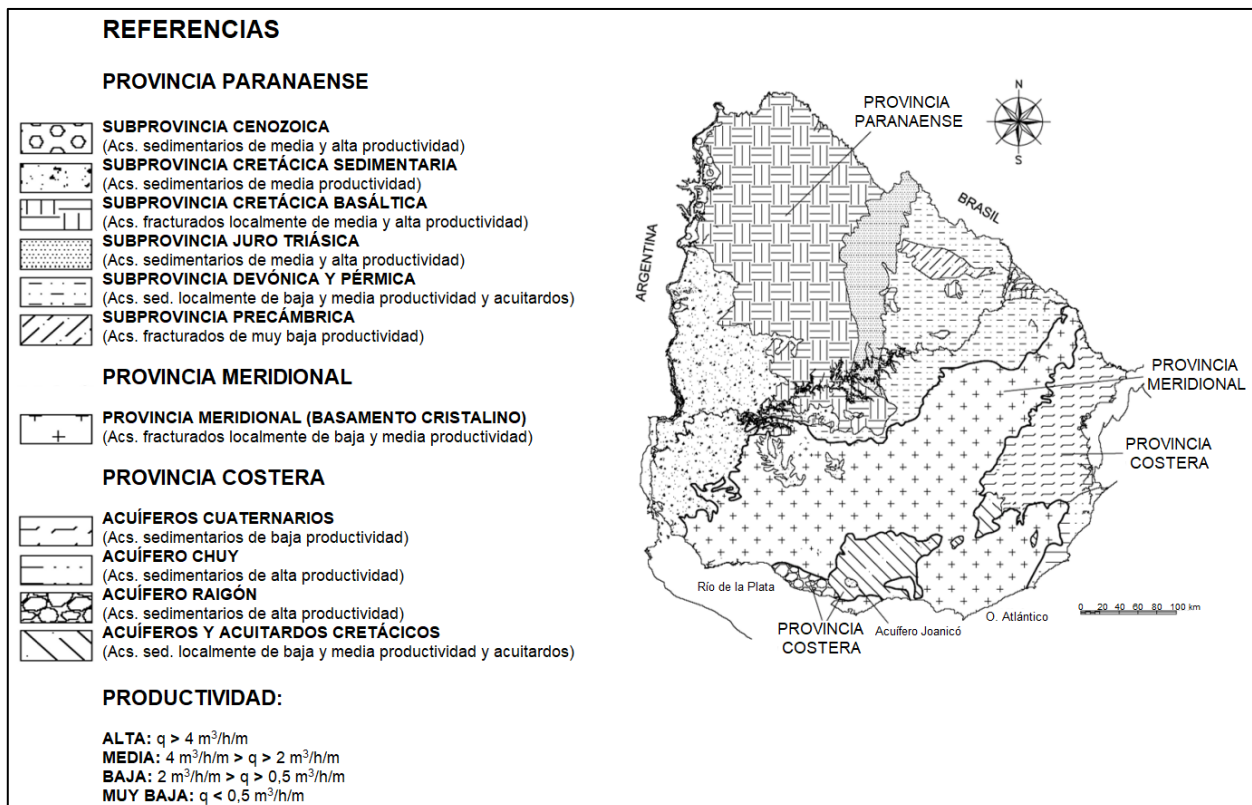 REFERENCIAS
PROVINCIA PARANAENSE
SUBPROVINCIA CENOZOICA
(Acs. sedimentarios de media y alta productividad)
SUBPROVINCIA CRETÁCICA SEDIMENTARIA
(Acs. sedimentarios de media productividad)
SUBPROVINCIA CRETÁCICA BASÁLTICA
(Acs. fracturados localmente de media y alta productividad)
SUBPROVINCIA JURO TRIÁSICA
(Acs. sedimentarios de media y alta productividad)
SUBPROVINCIA DEVÓNICA Y PÉRMICA
(Acs. sed. localmente de baja y media productividad y acuitardos)
SUBPROVINCIA PRECÁMBRICA
(Acs. fracturados de muy baja productividad)
PROVINCIA MERIDIONAL
PROVINCIA MERIDIONAL (BASAMENTO CRISTALINO)
(Acs. fracturados localmente de baja y media productividad)
PROVINCIA COSTERA
ACUÍFEROS CUATERNARIOS
(Acs. sedimentarios de baja productividad)
ACUÍFERO CHUY
(Acs. sedimentarios de alta productividad)
ACUÍFERO RAIGÓN
(Acs. sedimentarios de alta productividad)
ACUÍFEROS Y ACUITARDOS CRETÁCICOS
(Acs. sed. localmente de baja y media productividad y acuitardos)
PRODUCTIVIDAD:
ALTA: q > 4 m³/h/m
MEDIA: 4 m³/h/m > q > 2 m³/h/m
BAJA: 2 m³/h/m > q > 0,5 m³/h/m
MUY BAJA: q < 0,5 m³/h/m
PROVINCIA
PARANAENSE
N
E
S
O
BRASIL
ARGENTINA
PROVINCIA
MERIDIONAL
PROVINCIA
COSTERA
Río de la Plata
PROVINCIA
COSTERA
Acuífero Joanicó
O. Atlántico
0 20 40 60 80 100 km